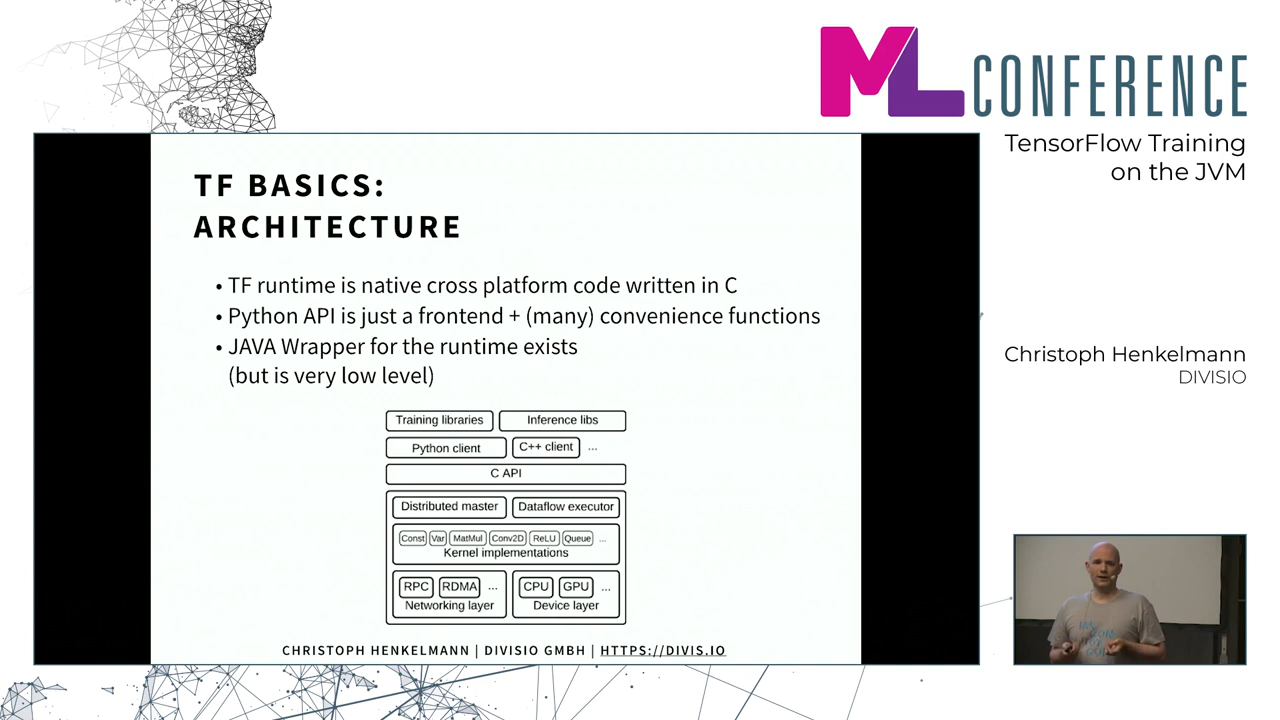 ML CONFERENCE
TensorFlow Training
on the JVM
TF BASICS:
ARCHITECTURE
• TF runtime is native cross platform code written in C
• Python API is just a frontend + (many) convenience functions
• JAVA Wrapper for the runtime exists
(but is very low level)
Training libraries Inference libs
Python client C++ client ...
C API
Distributed master Dataflow executor
Const Var MatMul Conv2D ReLU Queue ...
Kernel implementations
RPC RDMA ... CPU GPU ...
Networking layer Device layer
CHRISTOPH HENKELMANN | DIVISIO GMBH | HTTPS://DIVIS.IO
Christoph Henkelmann
DIVISIO